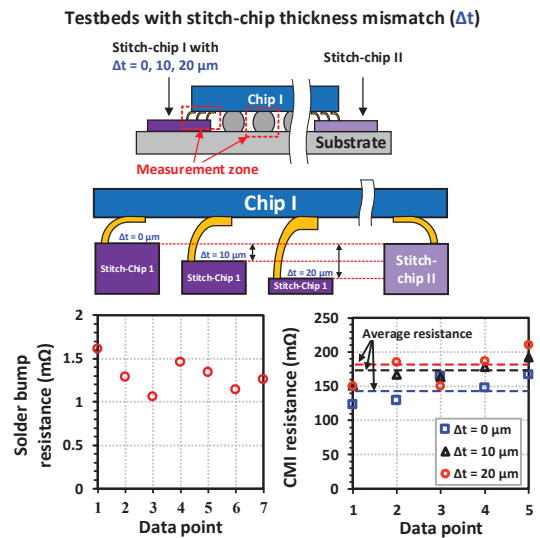 Testbeds with stitch-chip thickness mismatch (Δt)
Stitch-chip I with
Δt = 0, 10, 20 μm
Stitch-chip II
Chip I
Substrate
Measurement zone
Chip I
Δt = 0 μm
Δt = 10 μm
Δt = 20 μm
Stitch-Chip 1
Stitch-Chip 1
Stitch-Chip 1
Stitch-
chip II
Solder bump
resistance (mΩ)
2
1.5
1
0.5
0
1 2 3 4 5 6 7
Data point
CMI resistance (mΩ)
250
200
150
100
50
0
Average resistance
Δt = 0 μm
Δt = 10 μm
Δt = 20 μm
1 2 3 4 5
Data point